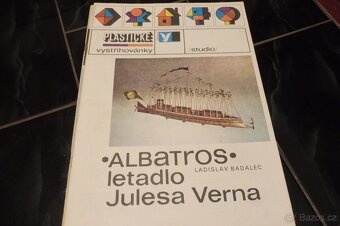 PLASTICKÉ
vystřihovánky
studio
•ALBATROS•
LADISLAV BADALEC
letadlo
Julesa Verna
Bazoš.cz